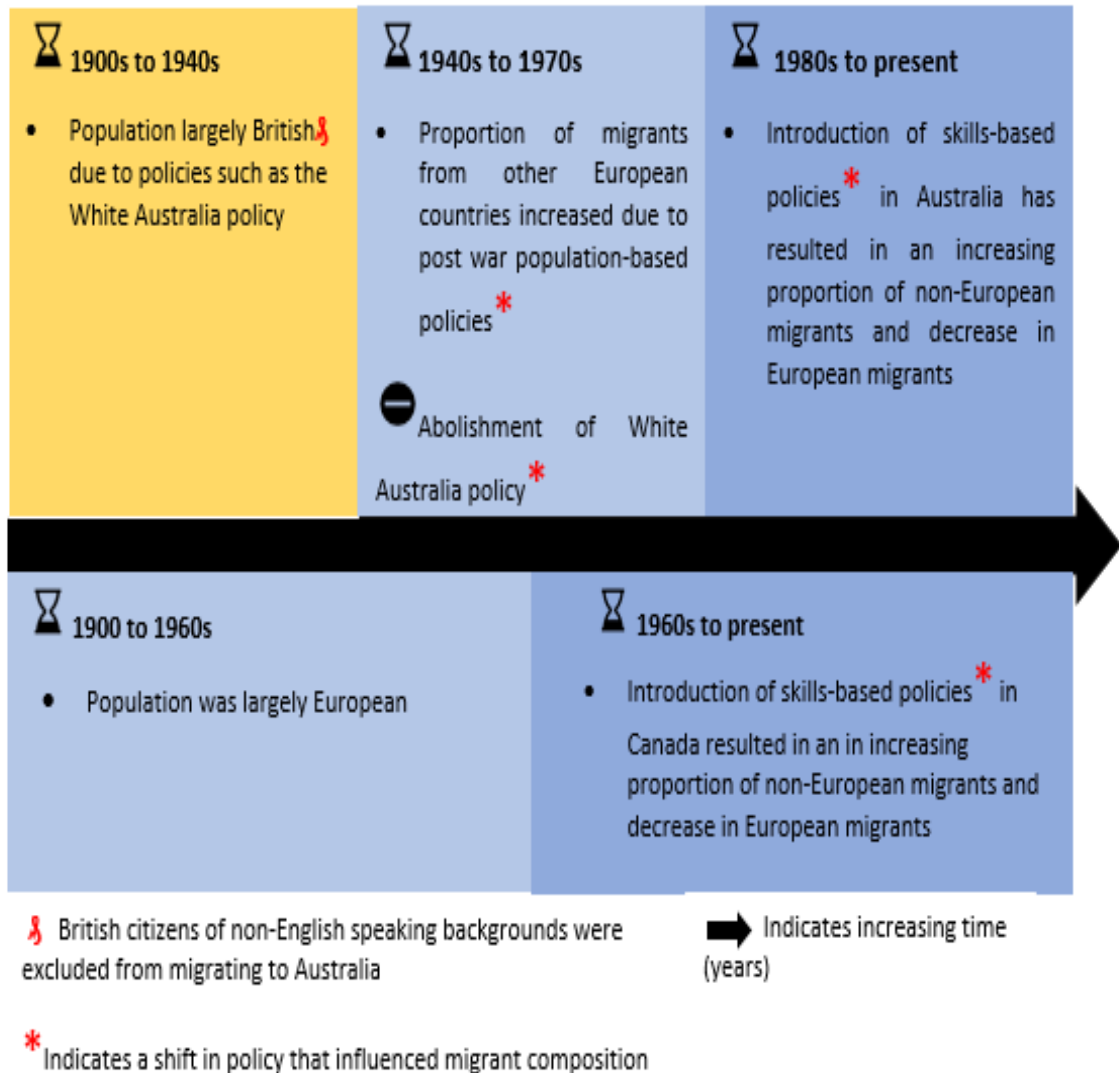 1900s to 1940s
• Population largely British
due to policies such as the
White Australia policy
1940s to 1970s
• Proportion of migrants
from other European
countries increased due to
post war population-based
policies*
Abolishment of White
Australia policy*
1980s to present
• Introduction of skills-based
policies* in Australia has
resulted in an increasing
proportion of non-European
migrants and decrease in
European migrants
1900 to 1960s
• Population was largely European
1960s to present
• Introduction of skills-based policies* in
Canada resulted in an in increasing
proportion of non-European migrants and
decrease in European migrants
British citizens of non-English speaking backgrounds were
excluded from migrating to Australia
Indicates increasing time
(years)
*Indicates a shift in policy that influenced migrant composition